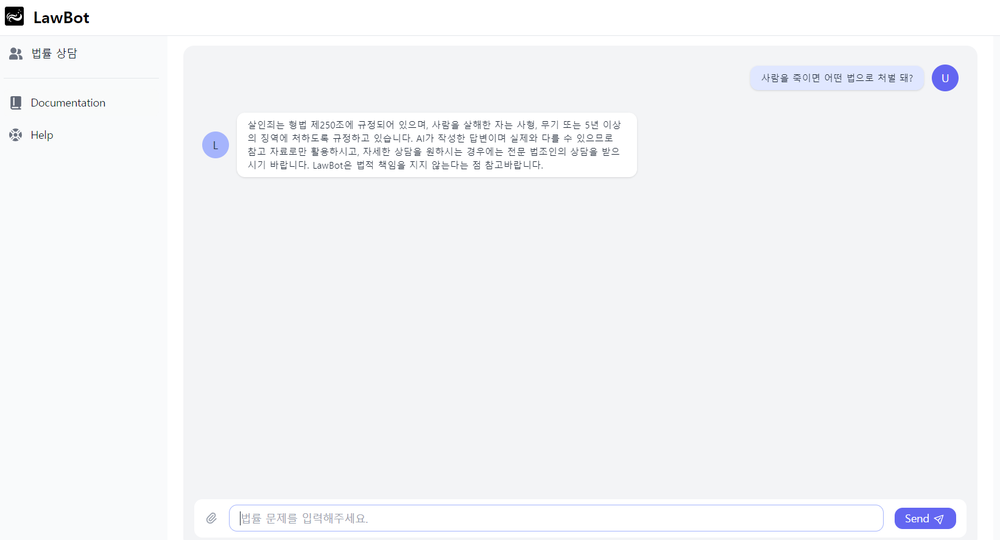 LawBot
법률 상담
Documentation
Help
사람을 죽이면 어떤 법으로 처벌 돼?
U
L
살인죄는 형법 제250조에 규정되어 있으며, 사람을 살해한 자는 사형, 무기 또는 5년 이상
의 징역에 처하도록 규정하고 있습니다. AI가 작성한 답변이며 실제와 다를 수 있으므로
참고 자료로만 활용하시고, 자세한 상담을 원하시는 경우에는 전문 법조인의 상담을 받으
시기 바랍니다. LawBot은 법적 책임을 지지 않는다는 점 참고바랍니다.
법률 문제를 입력해주세요.
Send